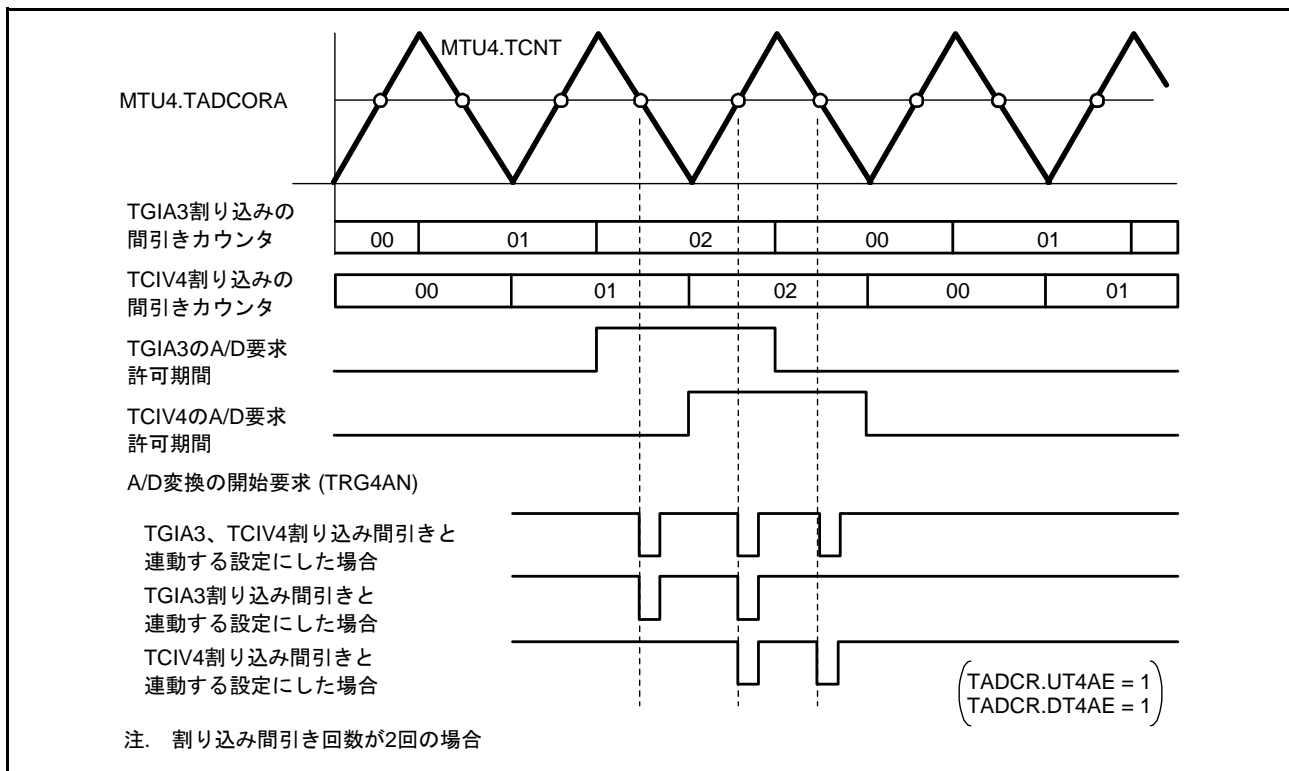 MTU4.TCNT
MTU4.TADCORA
TGIA3割り込みの
間引きカウンタ
00 01 02 00 01
TCIV4割り込みの
間引きカウンタ
00 01 02 00 01
TGIA3のA/D要求
許可期間
TCIV4のA/D要求
許可期間
A/D変換の開始要求 (TRG4AN)
TGIA3、TCIV4割り込み間引きと
連動する設定にした場合
TGIA3割り込み間引きと
連動する設定にした場合
TCIV4割り込み間引きと
連動する設定にした場合
TADCR.UT4AE = 1
TADCR.DT4AE = 1
注. 割り込み間引き回数が2回の場合